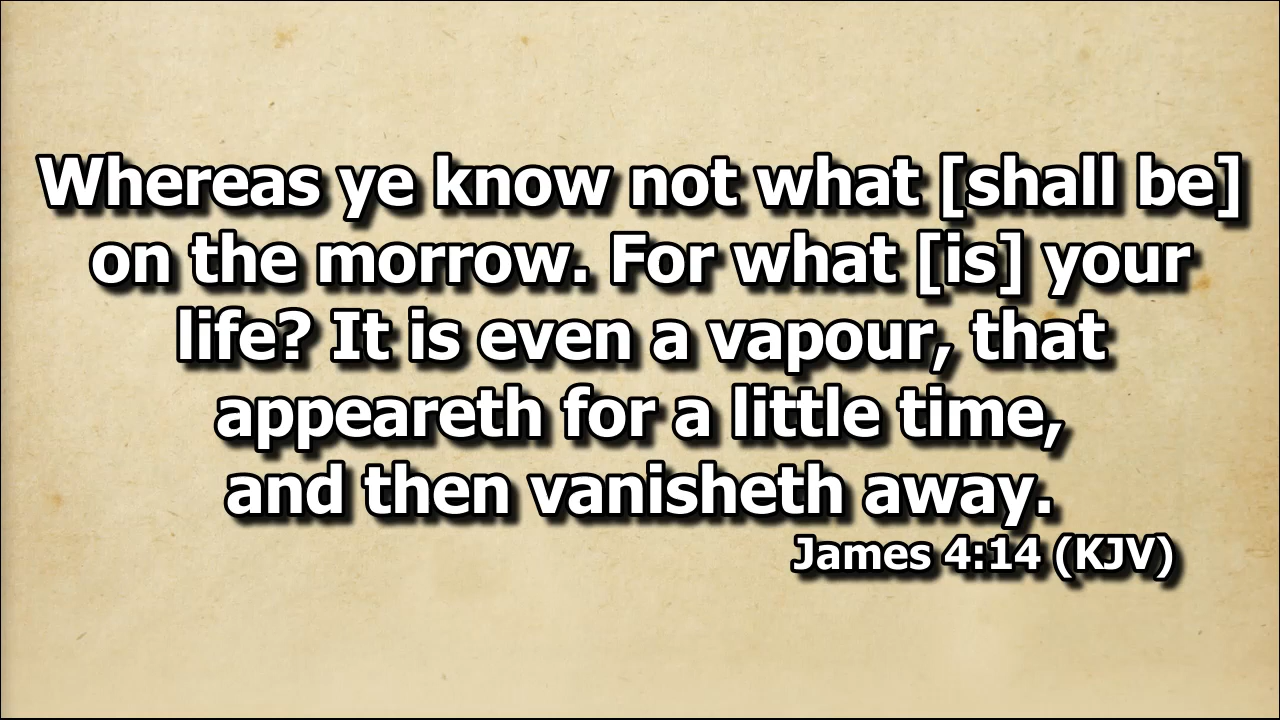 Whereas ye know not what [shall be]
on the morrow. For what [is] your
life? It is even a vapour, that
appeareth for a little time,
and then vanisheth away.
James 4:14 (KJV)